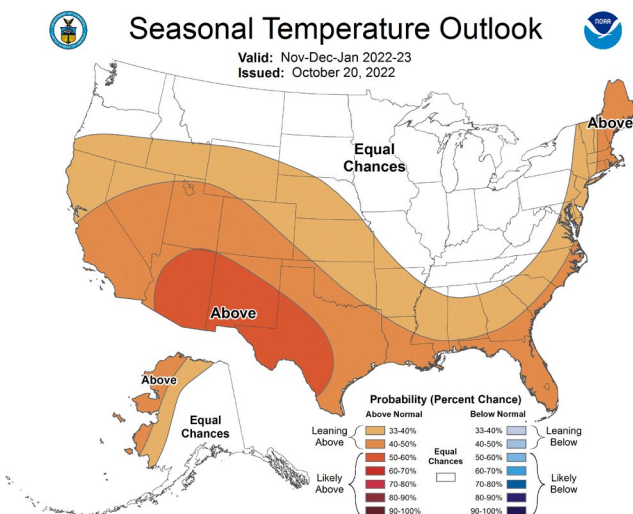 Seasonal Temperature Outlook
NOAA
Valid: Nov-Dec-Jan 2022-23
Issued: October 20, 2022
Above
Equal
Chances
Above
Above
Equal
Chances
Probability (Percent Chance)
Above Normal
Below Normal
Leaning
Above
33-40%
40-50%
Likely
Above
50-60%
60-70%
70-80%
80-90%
90-100%
Equal
Chances
33-40%
40-50%
Leaning
Below
50-60%
60-70%
70-80%
80-90%
90-100%
Likely
Below